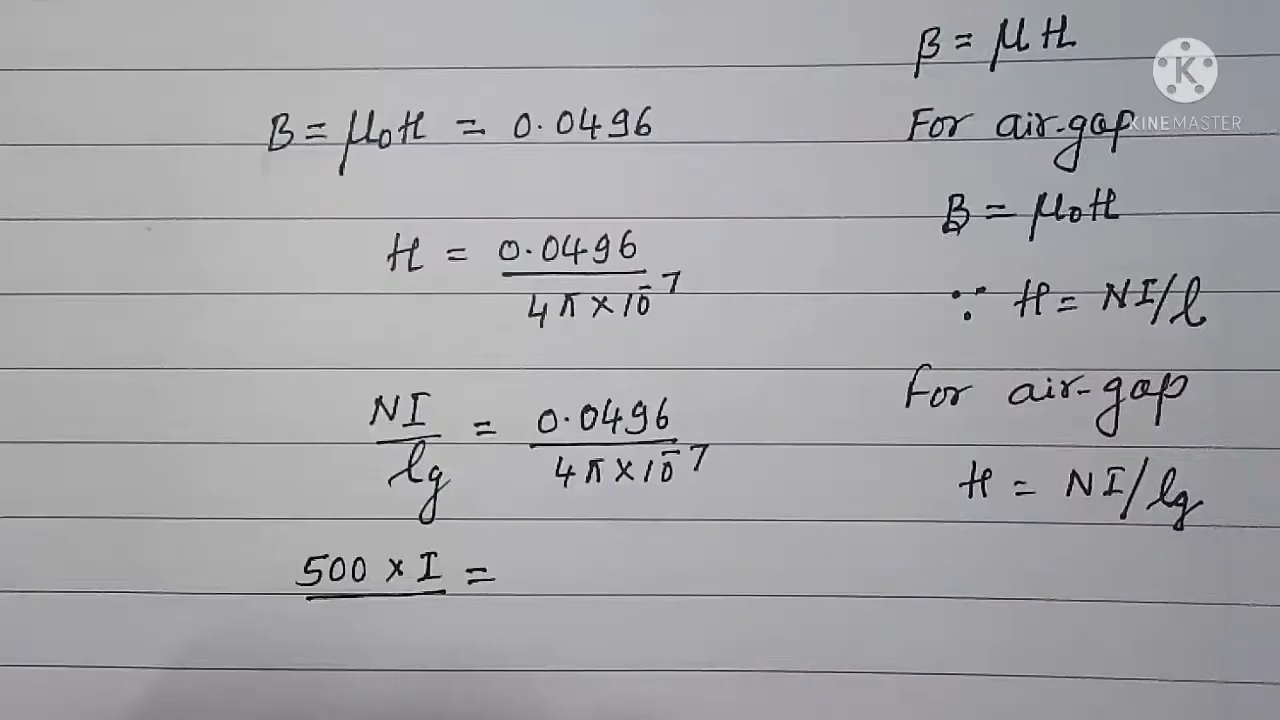 B = μ₀H = 0.0496
H = 0.0496 / 4π × 10⁻⁷
NI / lg = 0.0496 / 4π × 10⁻⁷
500 × I =
B = μH
For air-gap
B = μ₀H
∵ H = NI/l
For air-gap
H = NI/lg
K
KINEMASTER